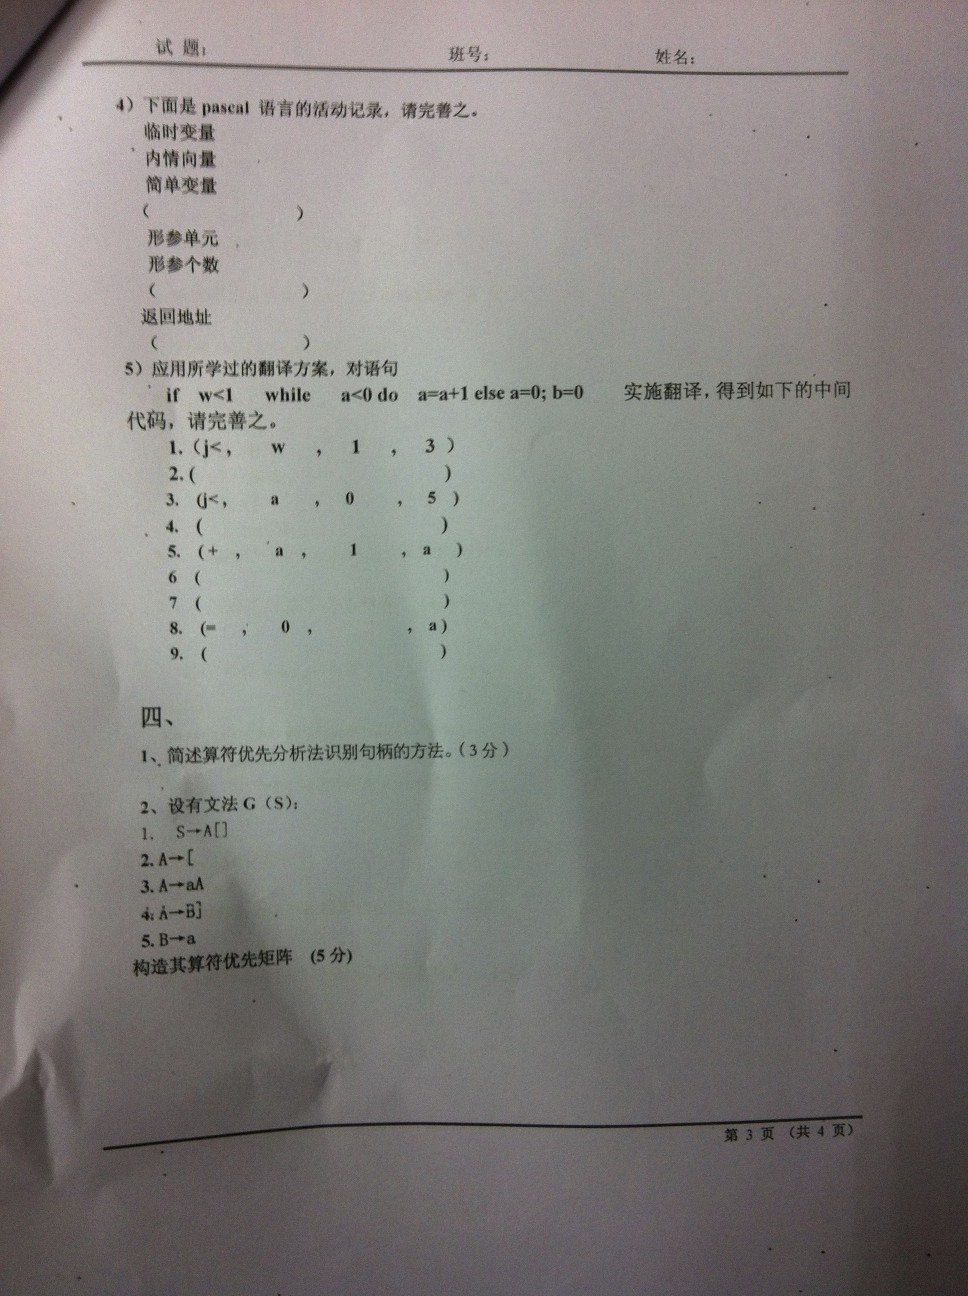 试 题：
班号：
姓名：
4）下面是 pascal 语言的活动记录，请完善之。
临时变量
内情向量
简单变量
（ ）
形参单元
形参个数
（ ）
返回地址
（ ）
5）应用所学过的翻译方案，对语句
if w<1 while a<0 do a=a+1 else a=0; b=0 实施翻译，得到如下的中间
代码，请完善之。
1.（j<， w ， 1 ， 3 ）
2. ( )
3. (j<， a ， 0 ， 5 )
4. ( )
5. (+ ， a ， 1 ， a )
6 ( )
7 ( )
8. (= ， 0 ， ， a )
9. ( )
四、
1、简述算符优先分析法识别句柄的方法。（3 分）
2、设有文法 G（S）：
1. S→A[]
2. A→[
3. A→aA
4. A→B]
5. B→a
构造其算符优先矩阵 (5 分)
第 3 页 （共 4 页）